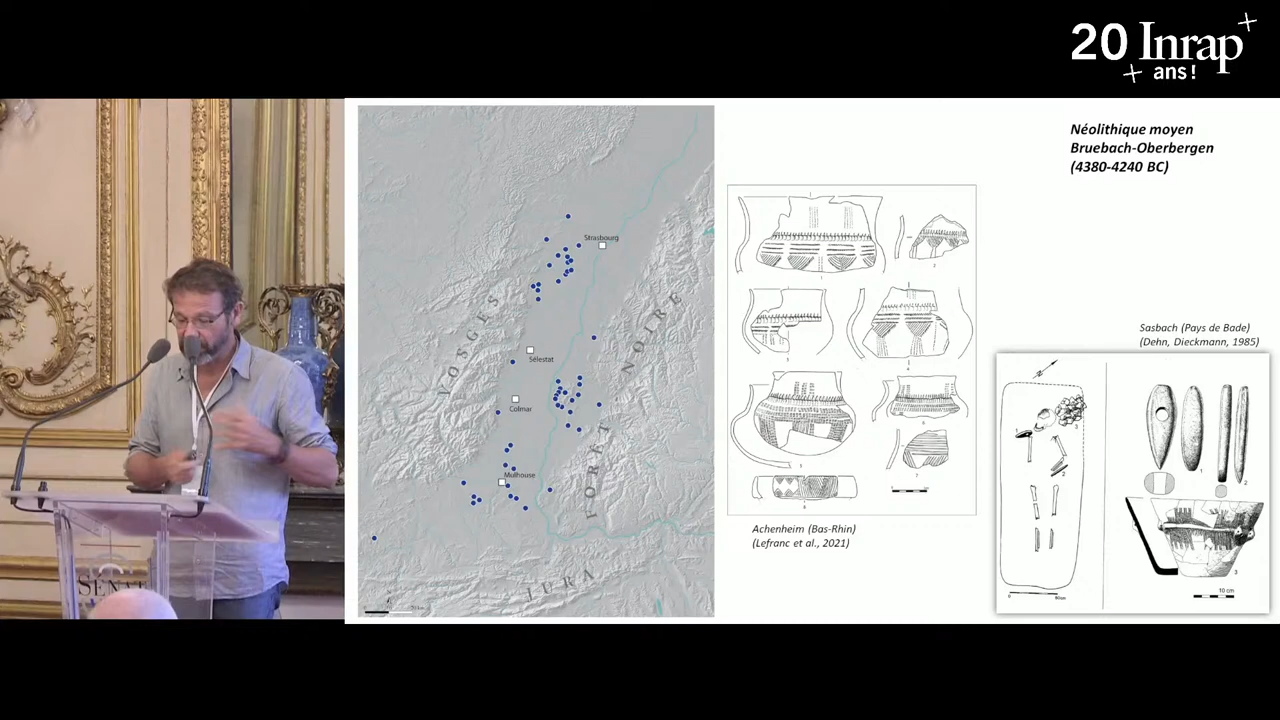 20 Inrap
ans !
Néolithique moyen
Bruebach-Oberbergen
(4380-4240 BC)
Strasbourg
VOSGES
FORÊT NOIRE
Sélestat
Colmar
Mulhouse
JURA
Sasbach (Pays de Bade)
(Dehn, Dieckmann, 1985)
Achenheim (Bas-Rhin)
(Lefranc et al., 2021)
10 cm
SÉNAT